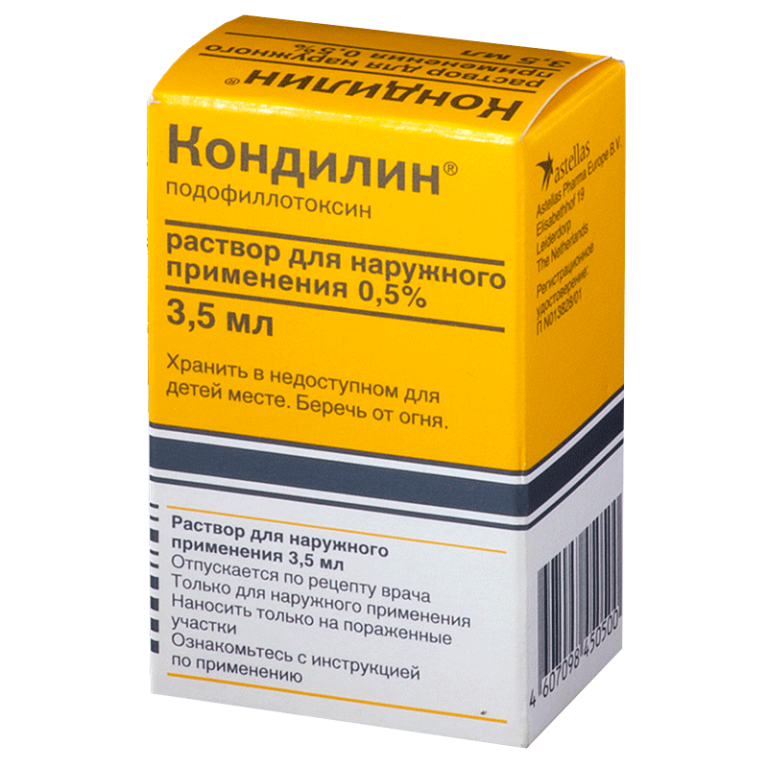 Кондилин®
раствор для наружного
применения 0,5%
3,5 мл
Кондилин®
подофиллотоксин
раствор для наружного
применения 0,5%
3,5 мл
Хранить в недоступном для
детей месте. Беречь от огня.
Раствор для наружного
применения 3,5 мл
Отпускается по рецепту врача
Только для наружного применения
Наносить только на пораженные
участки
Ознакомьтесь с инструкцией
по применению
astellas
Astellas Pharma Europe B.V.
Elisabethhof 19
Leiderdorp
The Netherlands
Регистрационное
удостоверение:
П N013828/01
4 607098 450500